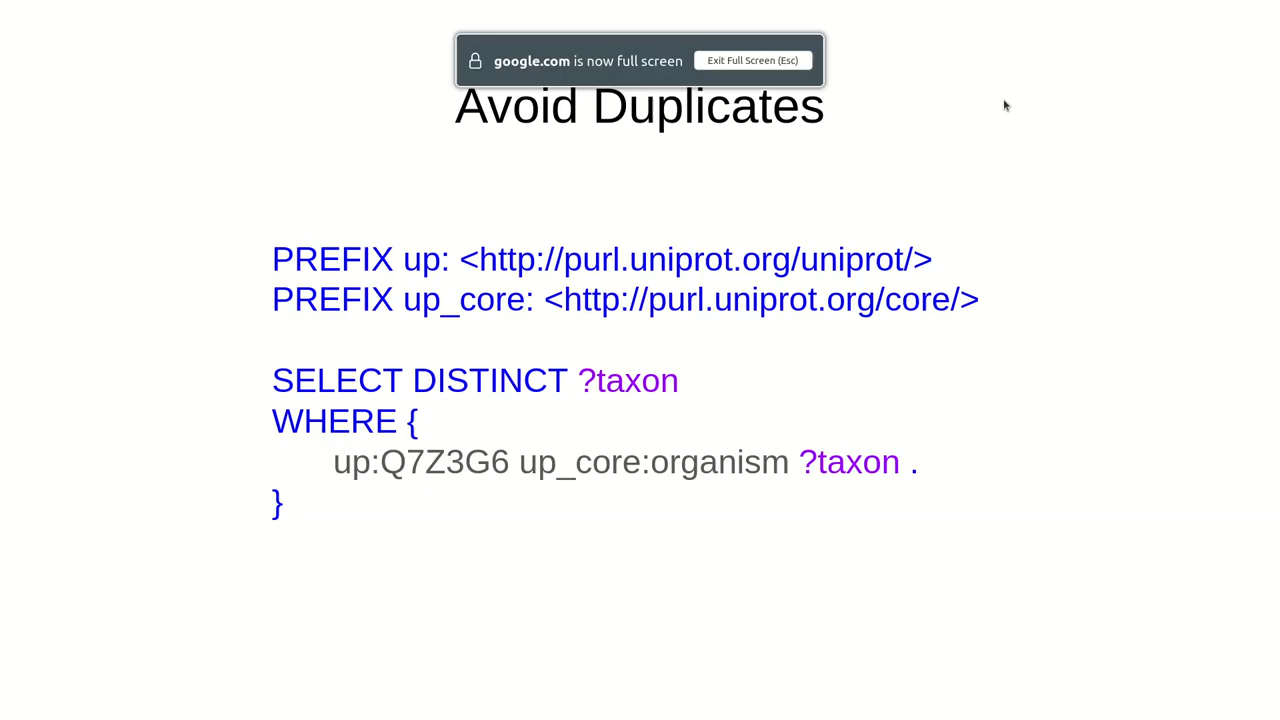 google.com is now full screen Exit Full Screen (Esc)
Avoid Duplicates
PREFIX up: <http://purl.uniprot.org/uniprot/>
PREFIX up_core: <http://purl.uniprot.org/core/>
SELECT DISTINCT ?taxon
WHERE {
up:Q7Z3G6 up_core:organism ?taxon .
}